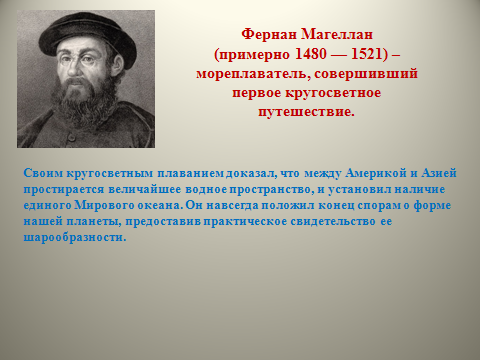 Фернан Магеллан
(примерно 1480 — 1521) –
мореплаватель, совершивший
первое кругосветное
путешествие.
Своим кругосветным плаванием доказал, что между Америкой и Азией
простирается величайшее водное пространство, и установил наличие
единого Мирового океана. Он навсегда положил конец спорам о форме
нашей планеты, предоставив практическое свидетельство ее
шарообразности.